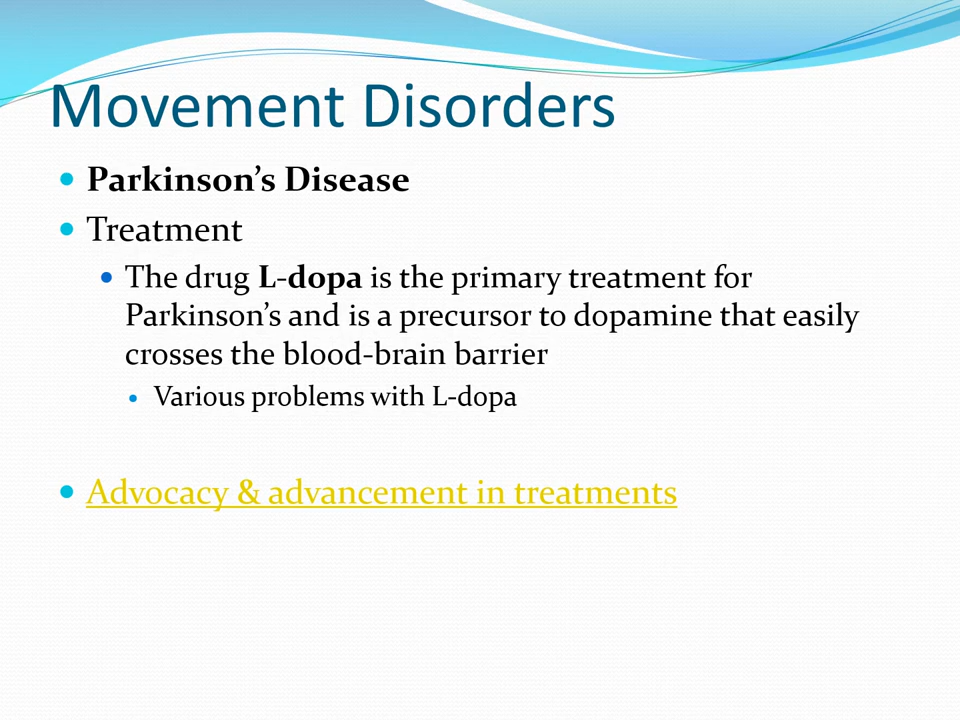 Movement Disorders
Parkinson’s Disease
Treatment
The drug L-dopa is the primary treatment for
Parkinson’s and is a precursor to dopamine that easily
crosses the blood-brain barrier
Various problems with L-dopa
Advocacy & advancement in treatments